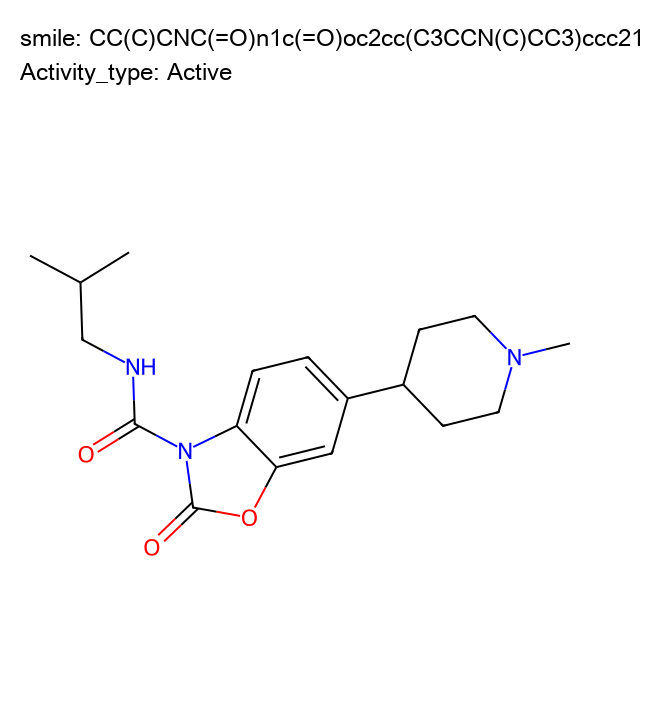 smile: CC(C)CNC(=O)n1c(=O)oc2cc(C3CCN(C)CC3)ccc21
Activity_type: Active
NH
N
O
N
O
O